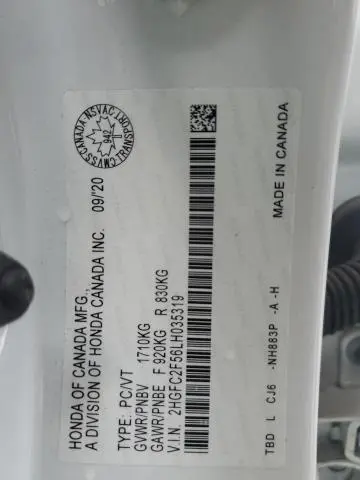 HONDA OF CANADA MFG.,
A DIVISION OF HONDA CANADA INC. 09/'20
TYPE: PC/VT
GVWR/PNBV 1710KG
GAWR/PNBE F 920KG R 830KG
V.I.N. 2HGFC2F56LH035319
CANADA NSVAC
942
CMVSS TRANSPORT
TBD L CJ6 -NH883P -A -H
MADE IN CANADA